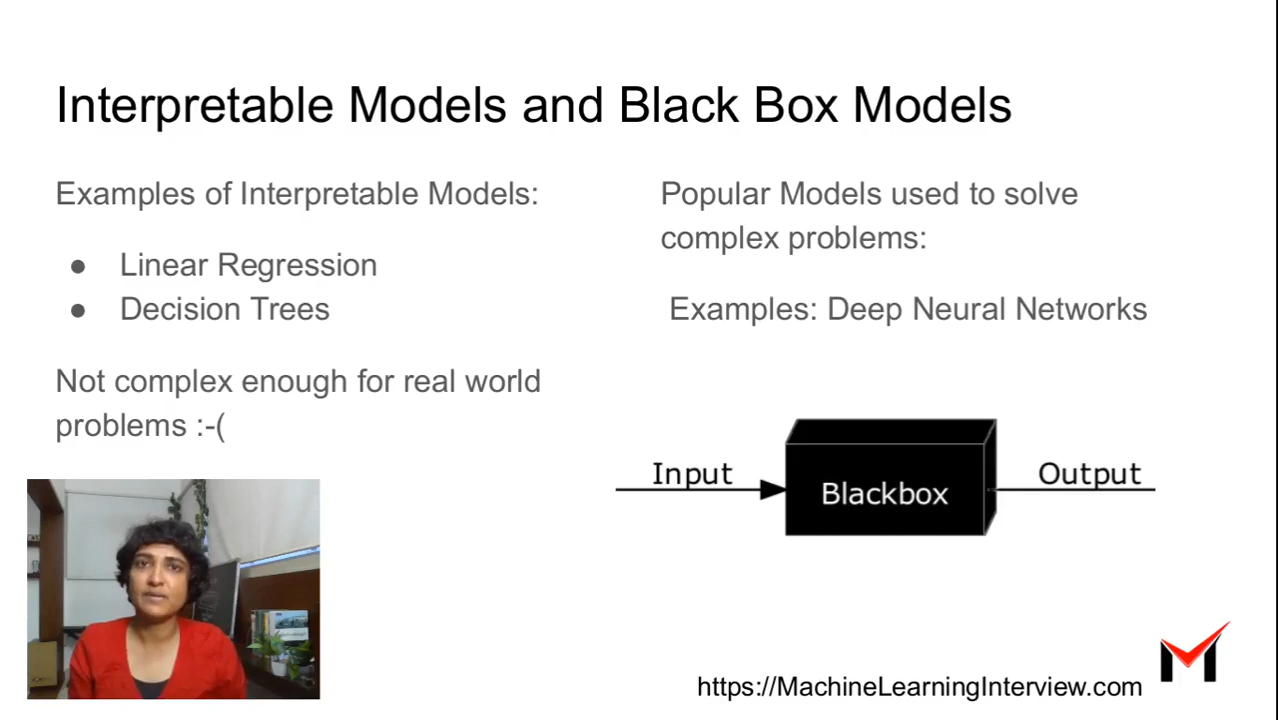 Interpretable Models and Black Box Models
Examples of Interpretable Models:
● Linear Regression
● Decision Trees
Not complex enough for real world
problems :-(
Popular Models used to solve
complex problems:
Examples: Deep Neural Networks
Input
Blackbox
Output
https://MachineLearningInterview.com